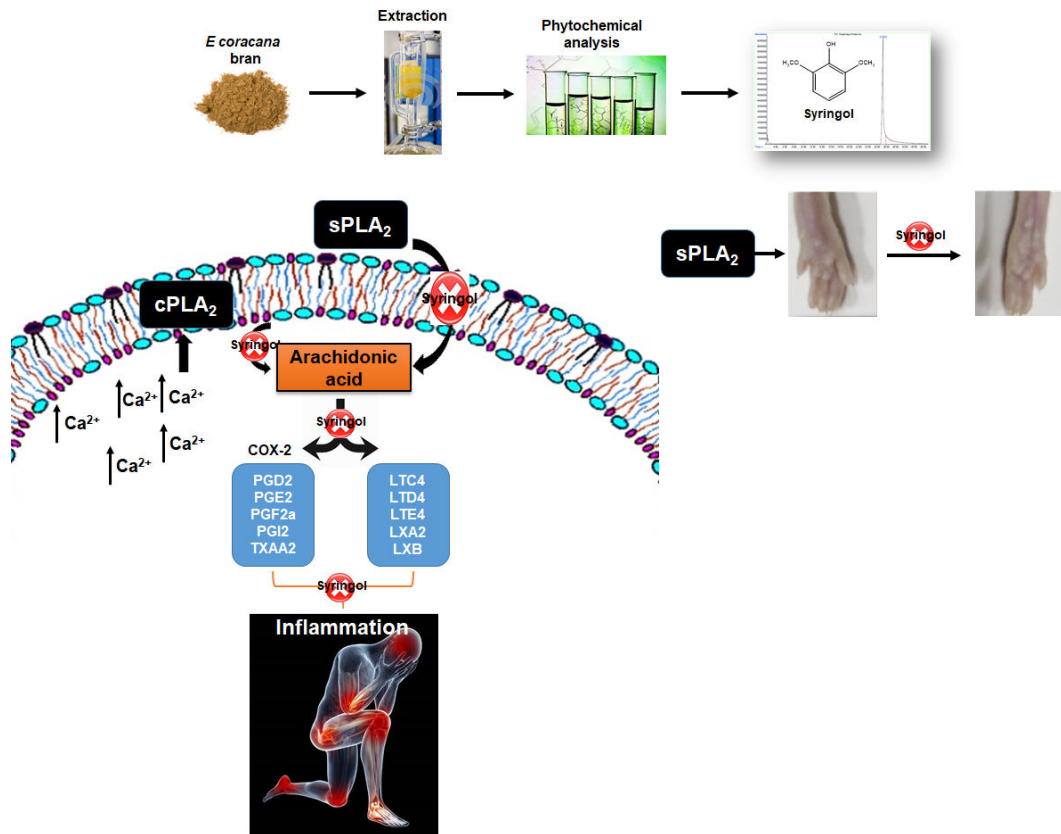 E coracana
bran
Extraction
Phytochemical
analysis
OH
H₃CO
OCH₃
Syringol
sPLA₂
Syringol
cPLA₂
Syringol
Arachidonic
acid
Ca²⁺
Ca²⁺
Ca²⁺
Ca²⁺
Ca²⁺
Syringol
COX-2
PGD2
PGE2
PGF2a
PGI2
TXAA2
LTC4
LTD4
LTE4
LXA2
LXB
Syringol
Inflammation
sPLA₂
Syringol